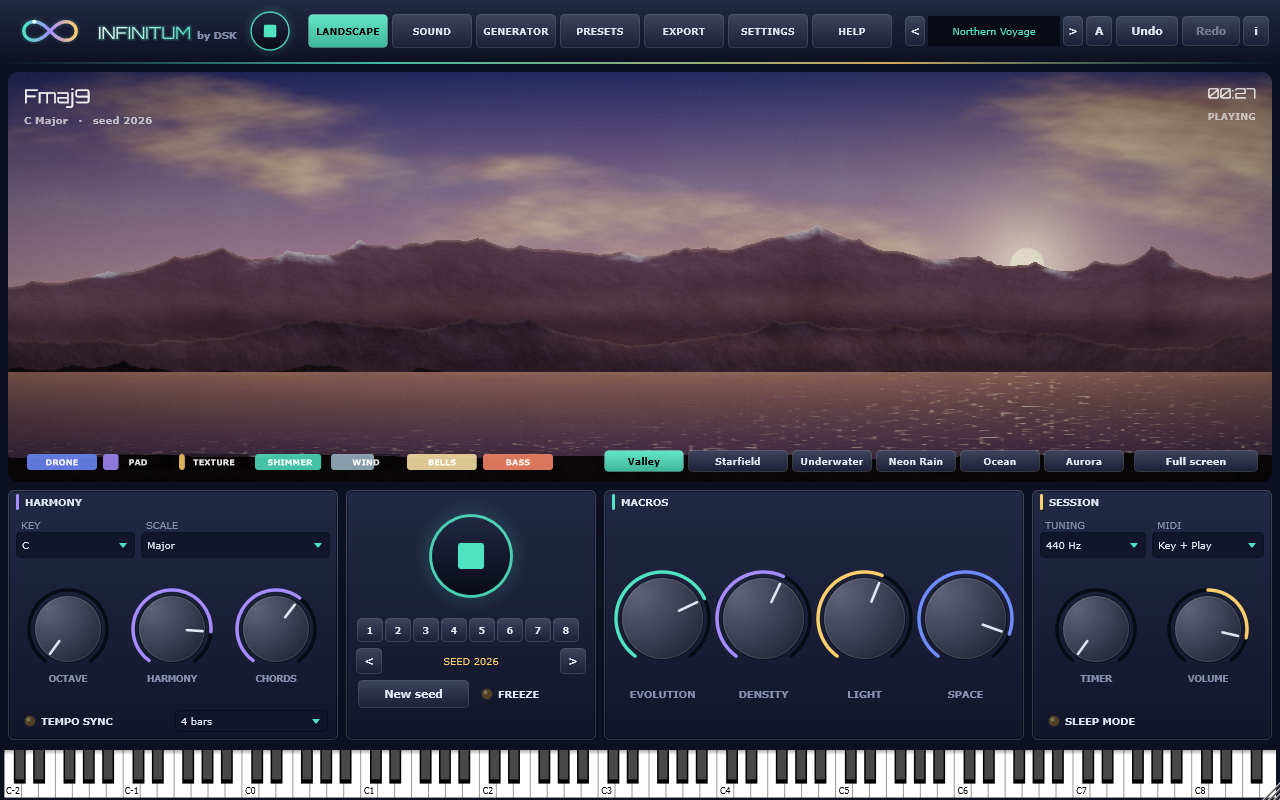 INFINITUM by DSK
LANDSCAPE SOUND GENERATOR PRESETS EXPORT SETTINGS HELP < Northern Voyage > A Undo Redo i
Fmaj9
C Major · seed 2026
00:27
PLAYING
DRONE PAD TEXTURE SHIMMER WIND BELLS BASS
Valley Starfield Underwater Neon Rain Ocean Aurora Full screen
HARMONY
KEY SCALE
C Major
OCTAVE HARMONY CHORDS
TEMPO SYNC 4 bars
1 2 3 4 5 6 7 8
< SEED 2026 >
New seed FREEZE
MACROS
EVOLUTION DENSITY LIGHT SPACE
SESSION
TUNING MIDI
440 Hz Key + Play
TIMER VOLUME
SLEEP MODE
C-2 C-1 C0 C1 C2 C3 C4 C5 C6 C7 C8